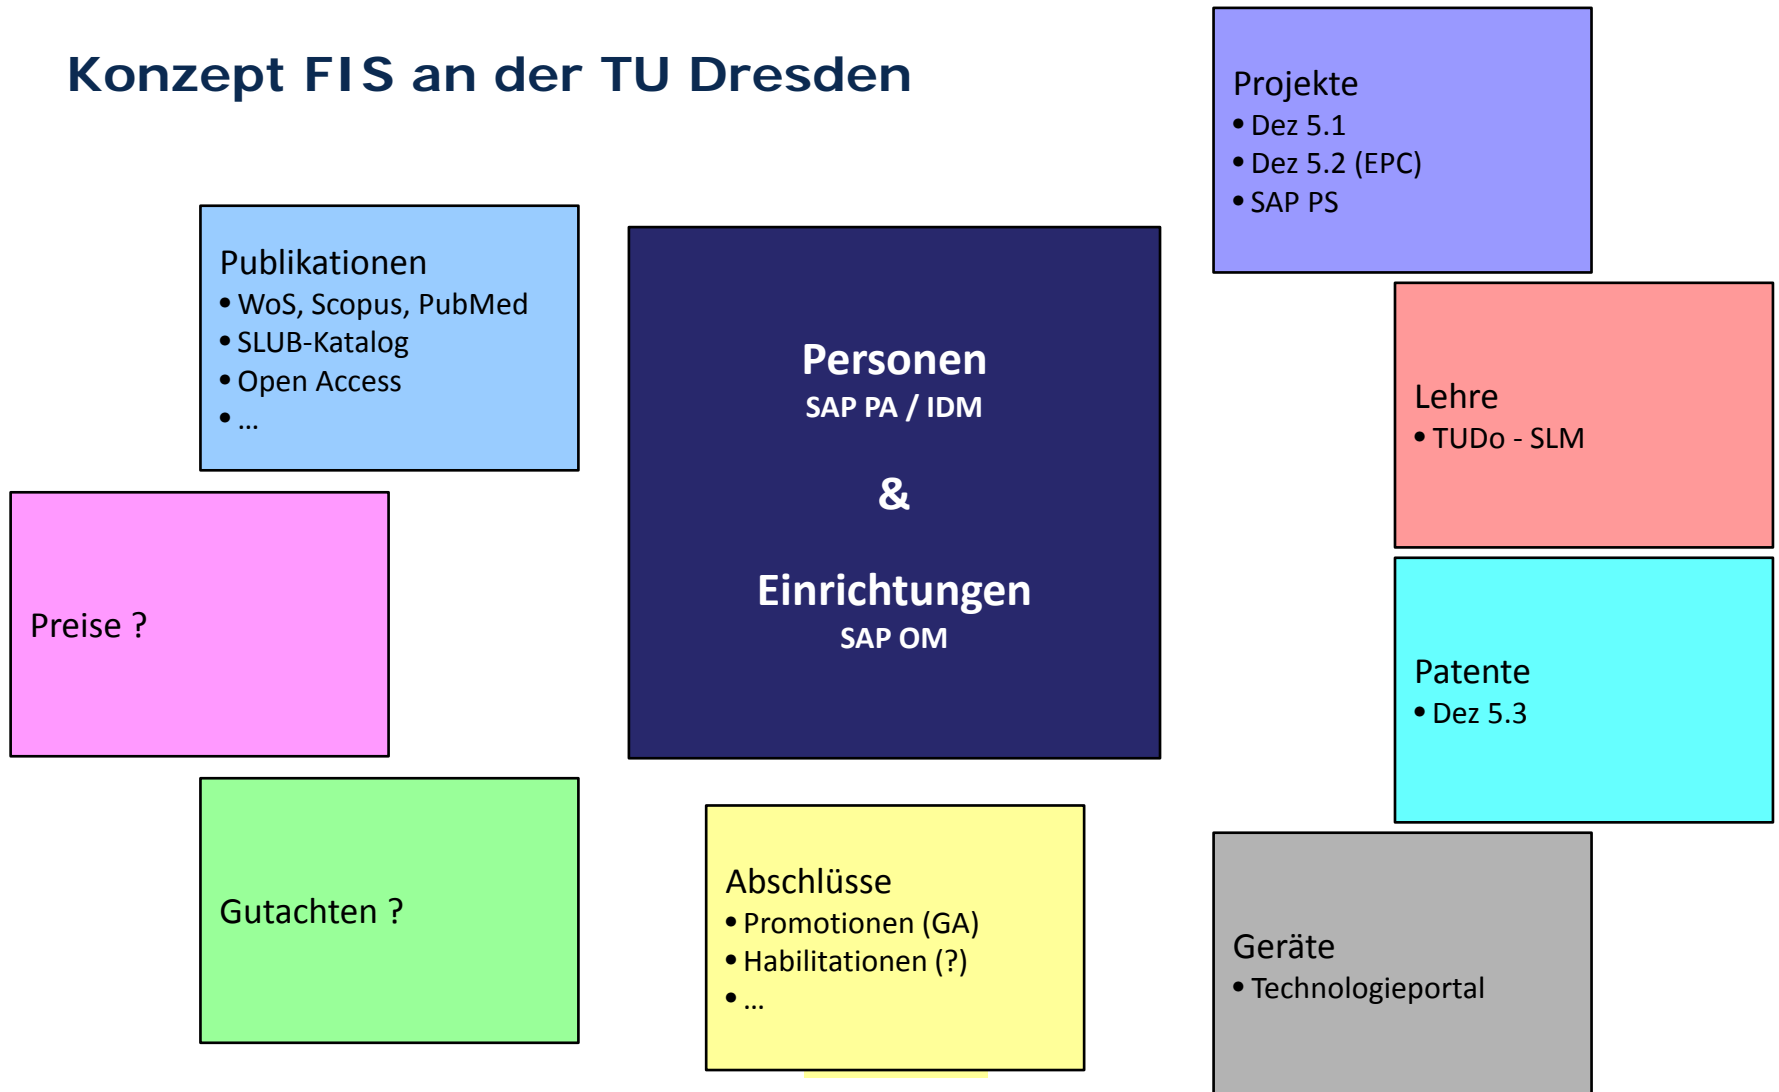 Konzept FIS an der TU Dresden
Projekte
• Dez 5.1
• Dez 5.2 (EPC)
• SAP PS
Publikationen
• WoS, Scopus, PubMed
• SLUB-Katalog
• Open Access
• ...
Personen
SAP PA / IDM
&
Einrichtungen
SAP OM
Lehre
• TUDo - SLM
Preise ?
Patente
• Dez 5.3
Gutachten ?
Abschlüsse
• Promotionen (GA)
• Habilitationen (?)
• ...
Geräte
• Technologieportal